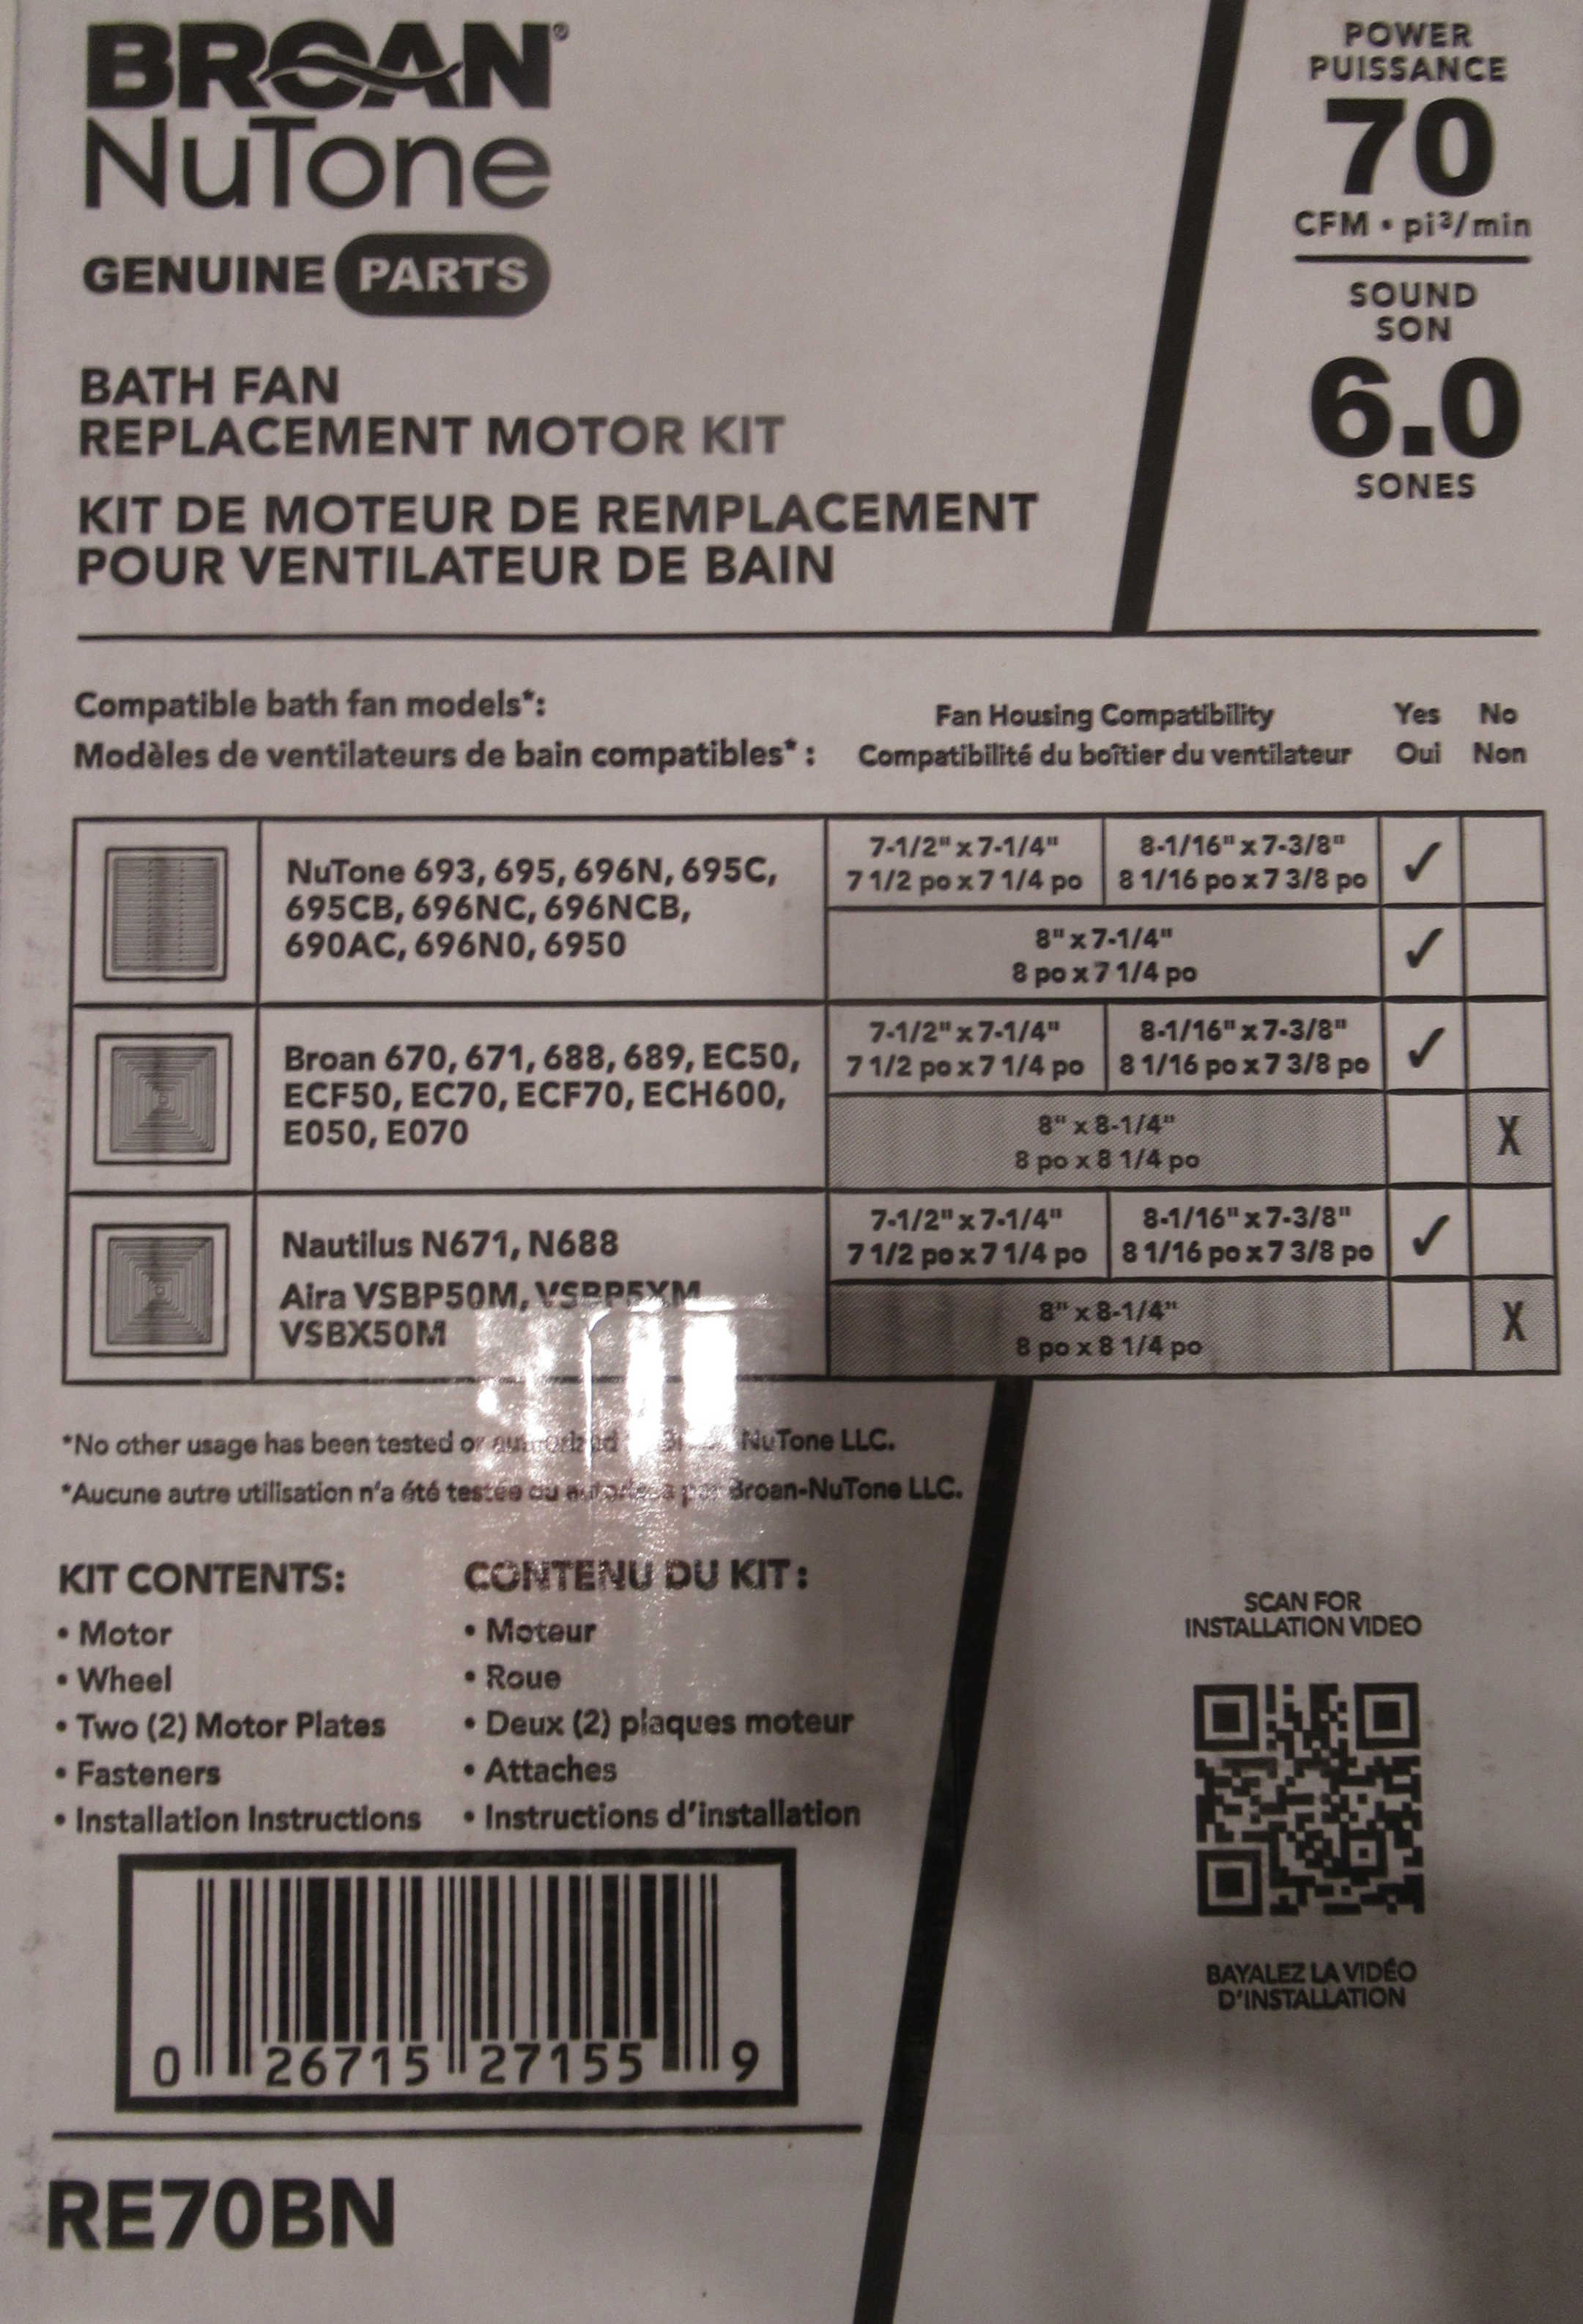 BROAN®
NuTone
GENUINE PARTS
BATH FAN
REPLACEMENT MOTOR KIT
KIT DE MOTEUR DE REMPLACEMENT
POUR VENTILATEUR DE BAIN
POWER
PUISSANCE
70
CFM • pi³/min
SOUND
SON
6.0
SONES
Compatible bath fan models*:
Modèles de ventilateurs de bain compatibles* :
Fan Housing Compatibility
Compatibilité du boîtier du ventilateur
Yes
Oui
No
Non
NuTone 693, 695, 696N, 695C,
695CB, 696NC, 696NCB,
690AC, 696N0, 6950
7-1/2" x 7-1/4"
7 1/2 po x 7 1/4 po
8-1/16" x 7-3/8"
8 1/16 po x 7 3/8 po
✓
8" x 7-1/4"
8 po x 7 1/4 po
✓
Broan 670, 671, 688, 689, EC50,
ECF50, EC70, ECF70, ECH600,
E050, E070
7-1/2" x 7-1/4"
7 1/2 po x 7 1/4 po
8-1/16" x 7-3/8"
8 1/16 po x 7 3/8 po
✓
8" x 8-1/4"
8 po x 8 1/4 po
X
Nautilus N671, N688
Aira VSBP50M, VSBP5XM
VSBX50M
7-1/2" x 7-1/4"
7 1/2 po x 7 1/4 po
8-1/16" x 7-3/8"
8 1/16 po x 7 3/8 po
✓
8" x 8-1/4"
8 po x 8 1/4 po
X
*No other usage has been tested or authorized NuTone LLC.
*Aucune autre utilisation n'a été testée ou autorisée par Broan-NuTone LLC.
KIT CONTENTS:
• Motor
• Wheel
• Two (2) Motor Plates
• Fasteners
• Installation Instructions
CONTENU DU KIT :
• Moteur
• Roue
• Deux (2) plaques moteur
• Attaches
• Instructions d'installation
SCAN FOR
INSTALLATION VIDEO
BAYALEZ LA VIDÉO
D'INSTALLATION
0 26715 27155 9
RE70BN